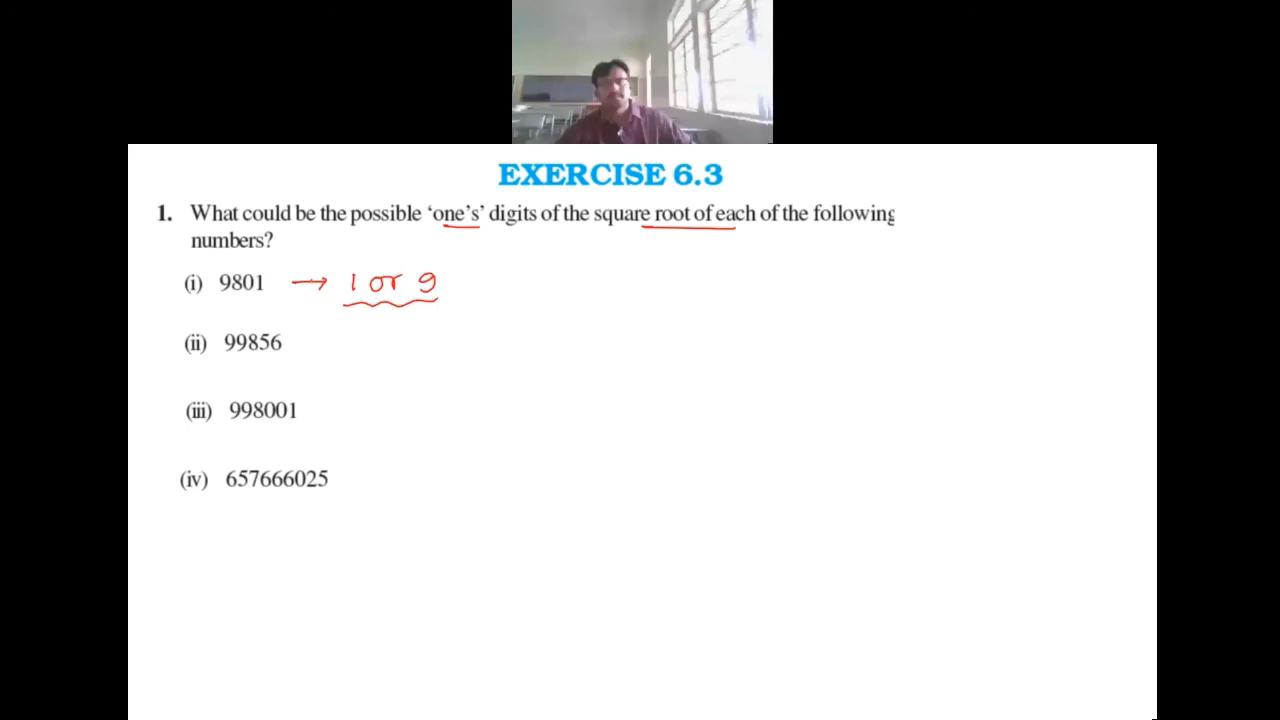 EXERCISE 6.3
1. What could be the possible ‘one’s’ digits of the square root of each of the following
numbers?
(i) 9801 → 1 or 9
(ii) 99856
(iii) 998001
(iv) 657666025